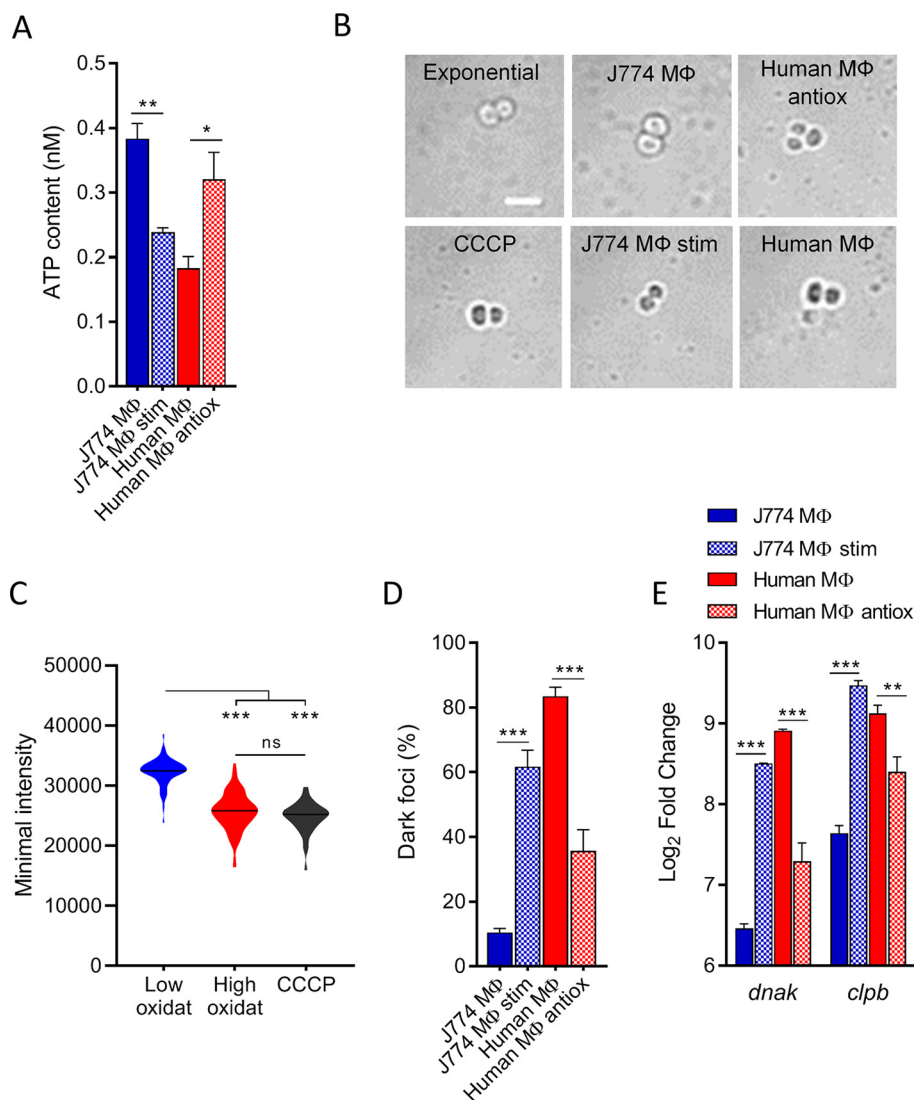 A
ATP content (nM)
0.5
0.4
0.3
0.2
0.1
0.0
**
*
J774 MΦ
J774 MΦ stim
Human MΦ
Human MΦ antiox
B
Exponential
J774 MΦ
Human MΦ
antiox
CCCP
J774 MΦ stim
Human MΦ
J774 MΦ
J774 MΦ stim
Human MΦ
Human MΦ antiox
C
Minimal intensity
50000
40000
30000
20000
10000
0
***
***
ns
Low
oxidat
High
oxidat
CCCP
D
Dark foci (%)
100
80
60
40
20
0
***
***
J774 MΦ
J774 MΦ stim
Human MΦ
Human MΦ antiox
E
Log2 Fold Change
10
9
8
7
6
***
***
***
**
dnak
clpb